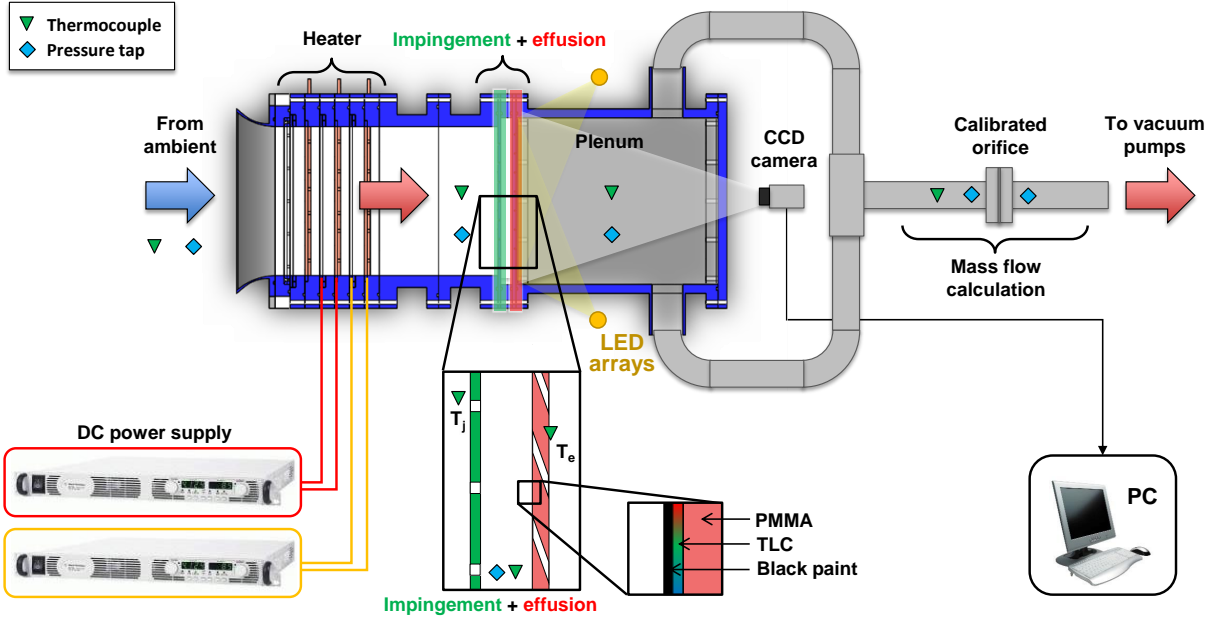 Thermocouple
Pressure tap
Heater
Impingement + effusion
From
ambient
Plenum
CCD
camera
Calibrated
orifice
To vacuum
pumps
Mass flow
calculation
LED
arrays
DC power supply
Tj
Te
PMMA
TLC
Black paint
Impingement + effusion
PC